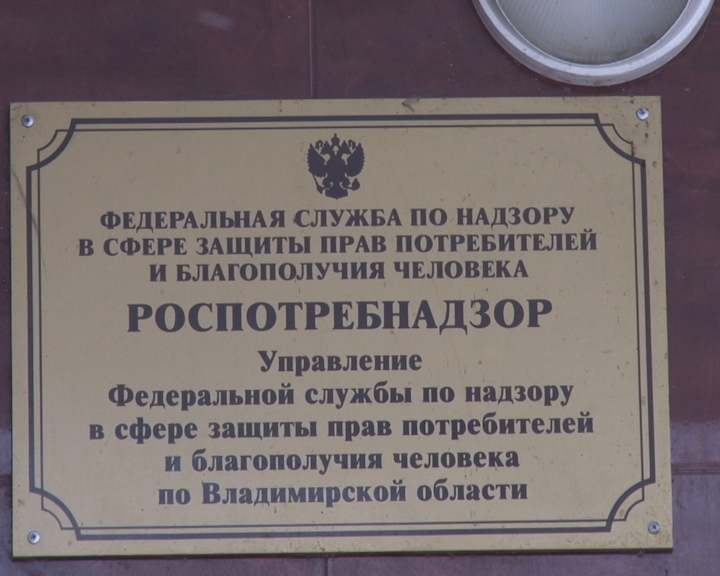 ФЕДЕРАЛЬНАЯ СЛУЖБА ПО НАДЗОРУ
В СФЕРЕ ЗАЩИТЫ ПРАВ ПОТРЕБИТЕЛЕЙ
И БЛАГОПОЛУЧИЯ ЧЕЛОВЕКА
РОСПОТРЕБНАДЗОР
Управление
Федеральной службы по надзору
в сфере защиты прав потребителей
и благополучия человека
по Владимирской области